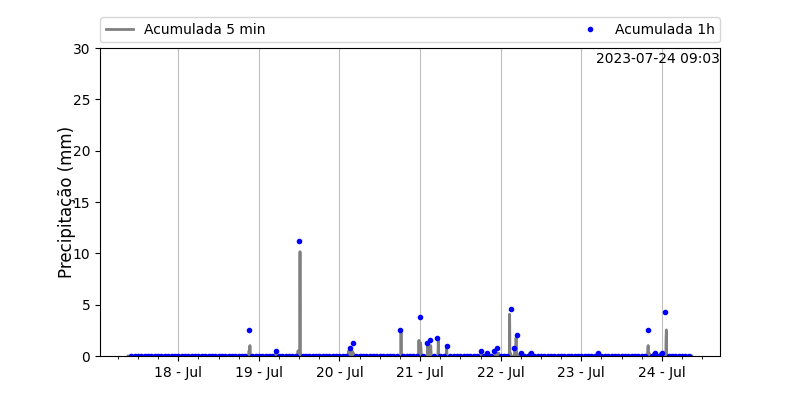 Acumulada 5 min
Acumulada 1h
2023-07-24 09:03
Precipitação (mm)
30
25
20
15
10
5
0
18 - Jul
19 - Jul
20 - Jul
21 - Jul
22 - Jul
23 - Jul
24 - Jul